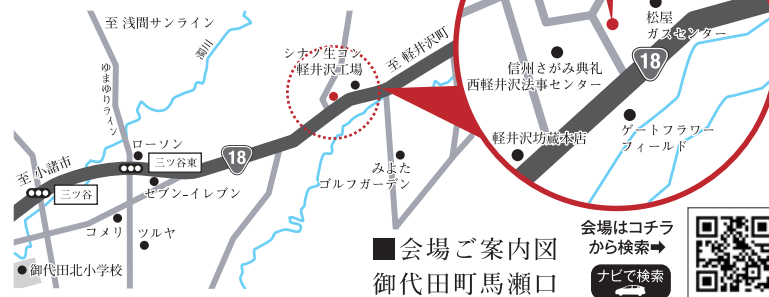 至 浅間サンライン
ゆまゆりライン
シナノ生コン
軽井沢工場
至 軽井沢町
松屋
ガスセンター
信州さがみ典礼
西軽井沢法事センター
18
軽井沢坊蔵本店
ゲートフラワー
フィールド
ローソン
三ツ谷東
18
至 小諸市
三ツ谷
セブン-イレブン
みよた
ゴルフガーデン
コメリ
ツルヤ
御代田北小学校
■会場ご案内図
御代田町馬瀬口
会場はコチラ
から検索➡
ナビで検索